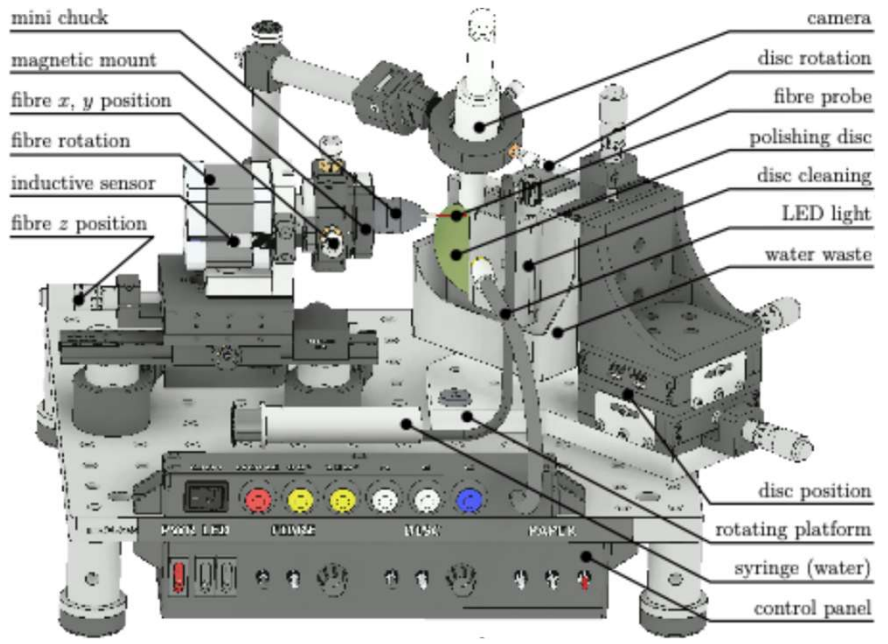 mini chuck
magnetic mount
fibre x, y position
fibre rotation
inductive sensor
fibre z position
camera
disc rotation
fibre probe
polishing disc
disc cleaning
LED light
water waste
disc position
rotating platform
syringe (water)
control panel